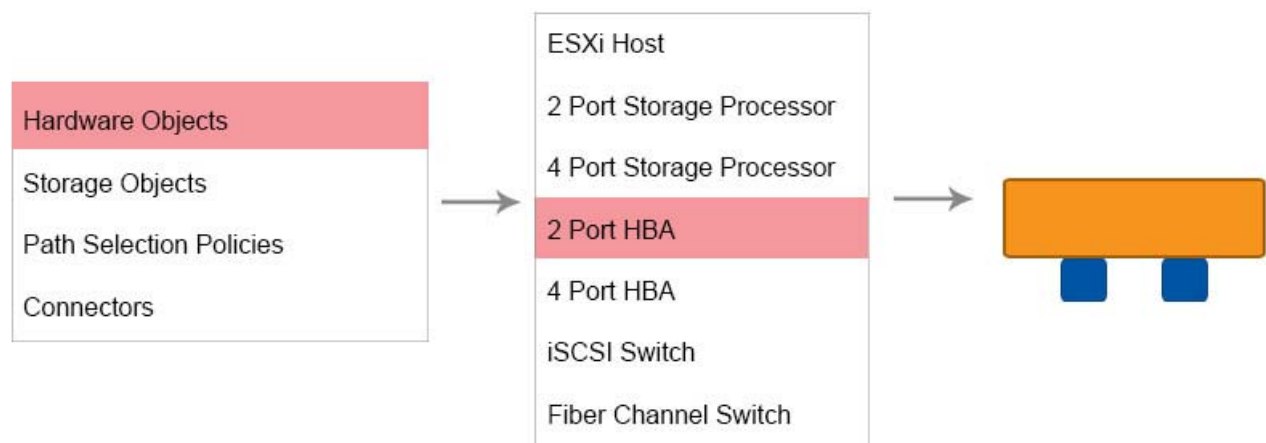 Hardware Objects
Storage Objects
Path Selection Policies
Connectors
ESXi Host
2 Port Storage Processor
4 Port Storage Processor
2 Port HBA
4 Port HBA
iSCSI Switch
Fiber Channel Switch